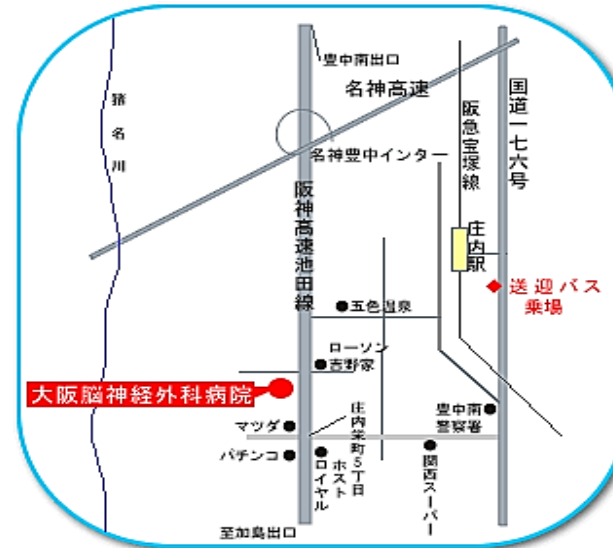 豊中南出口
名神高速
猪名川
阪急宝塚線
国道一七六号
名神豊中インター
阪神高速池田線
庄内駅
送迎バス
乗場
五色温泉
ローソン
吉野家
大阪脳神経外科病院
マツダ
パチンコ
庄内栄町5丁目
ロイヤル
ホスト
豊中南
警察署
関西スーパー
至加島出口